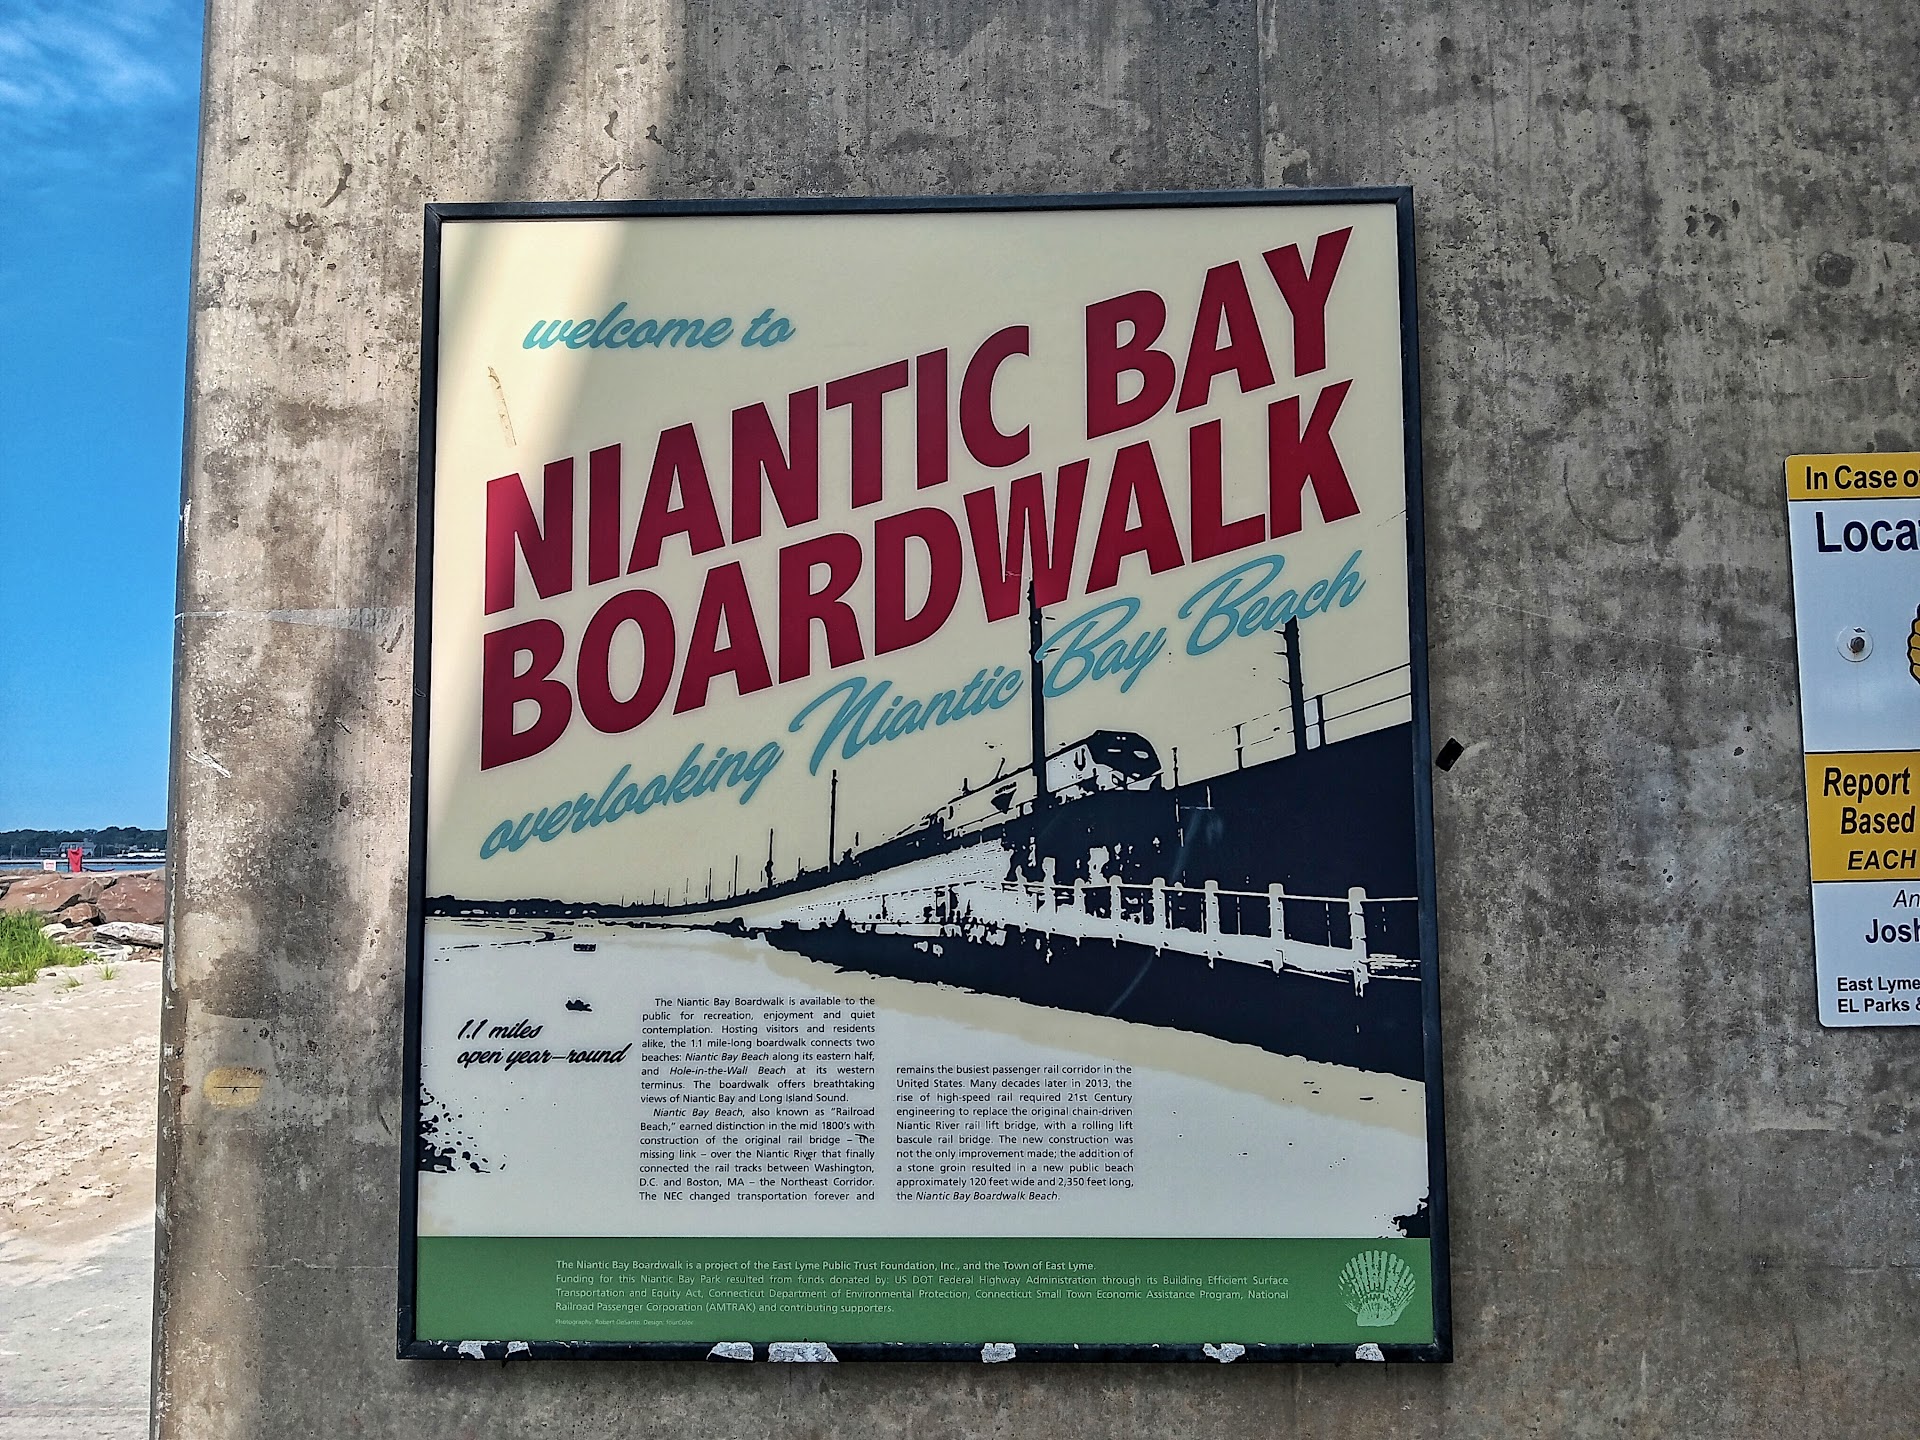 welcome to
NIANTIC BAY
BOARDWALK
overlooking Niantic Bay Beach
1.1 miles
open year-round
The Niantic Bay Boardwalk is available to the
public for recreation, enjoyment and quiet
contemplation. Hosting visitors and residents
alike, the 1.1 mile-long boardwalk connects two
beaches: Niantic Bay Beach along its eastern half,
and Hole-in-the-Wall Beach at its western
terminus. The boardwalk offers breathtaking
views of Niantic Bay and Long Island Sound.
Niantic Bay Beach, also known as "Railroad
Beach," earned distinction in the mid 1800's with
construction of the original rail bridge – the
missing link – over the Niantic River that finally
connected the rail tracks between Washington,
D.C. and Boston, MA – the Northeast Corridor.
The NEC changed transportation forever and
remains the busiest passenger rail corridor in the
United States. Many decades later in 2013, the
rise of high-speed rail required 21st Century
engineering to replace the original chain-driven
Niantic River rail lift bridge, with a rolling lift
bascule rail bridge. The new construction was
not the only improvement made; the addition of
a stone groin resulted in a new public beach
approximately 120 feet wide and 2,350 feet long,
the Niantic Bay Boardwalk Beach.
The Niantic Bay Boardwalk is a project of the East Lyme Public Trust Foundation, Inc., and the Town of East Lyme.
Funding for this Niantic Bay Park resulted from funds donated by: US DOT Federal Highway Administration through its Building Efficient Surface
Transportation and Equity Act, Connecticut Department of Environmental Protection, Connecticut Small Town Economic Assistance Program, National
Railroad Passenger Corporation (AMTRAK) and contributing supporters.
Photography: Robert DeSanto. Design: YourColor
In Case o
Loca
Report
Based
EACH
An
Josh
East Lyme
EL Parks &